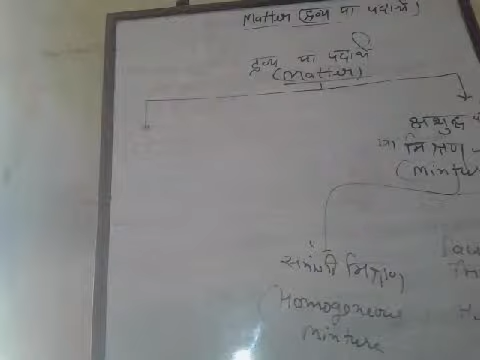 Matter (द्रव्य या पदार्थ)
द्रव्य या पदार्थ
(Matter)
अशुद्ध
या मिश्रण
(Mixture
समांगी मिश्रण
(Homogeneous
Mixture